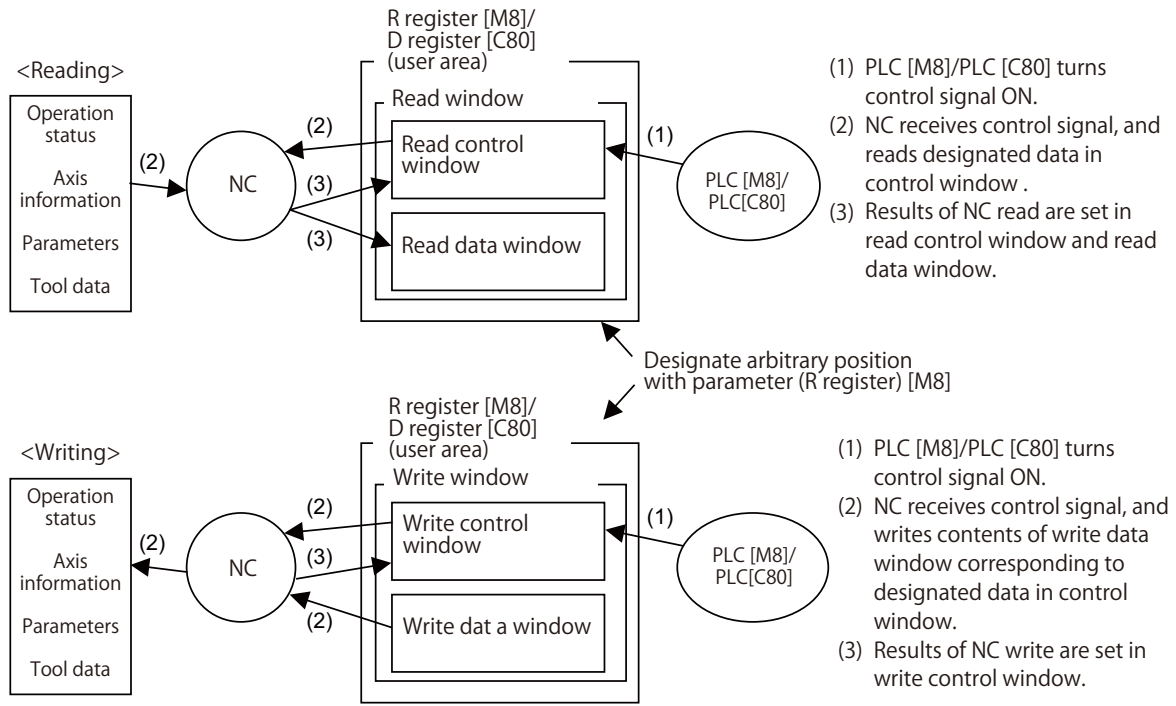 <Reading>
Operation
status
Axis
information
Parameters
Tool data
(2)
NC
(2)
(3)
(3)
R register [M8]/
D register [C80]
(user area)
Read window
Read control
window
Read data window
(1)
PLC [M8]/
PLC[C80]
(1) PLC [M8]/PLC [C80] turns
control signal ON.
(2) NC receives control signal, and
reads designated data in
control window .
(3) Results of NC read are set in
read control window and read
data window.
Designate arbitrary position
with parameter (R register) [M8]
<Writing>
Operation
status
Axis
information
Parameters
Tool data
(2)
NC
(2)
(3)
(2)
R register [M8]/
D register [C80]
(user area)
Write window
Write control
window
Write dat a window
(1)
PLC [M8]/
PLC[C80]
(1) PLC [M8]/PLC [C80] turns
control signal ON.
(2) NC receives control signal, and
writes contents of write data
window corresponding to
designated data in control
window.
(3) Results of NC write are set in
write control window.